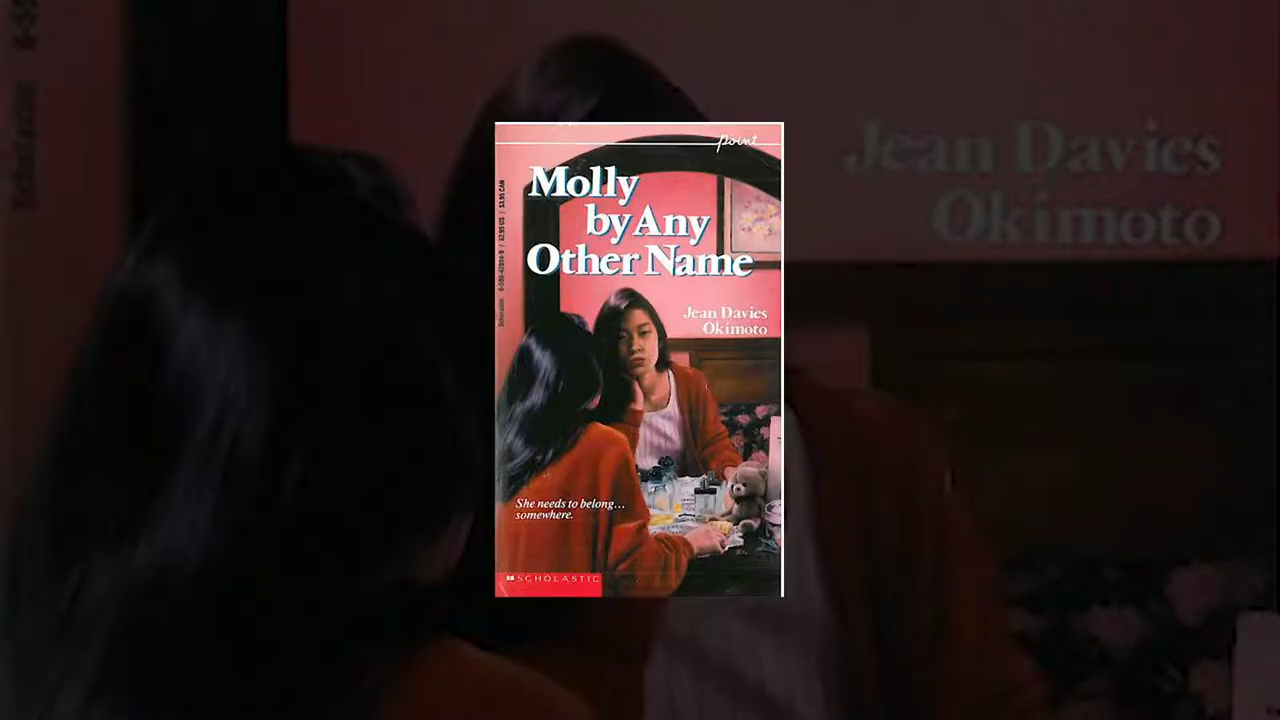 point
Molly
by Any
Other Name
Jean Davies
Okimoto
She needs to belong...
somewhere.
SCHOLASTIC
Jean Davies
Okimoto